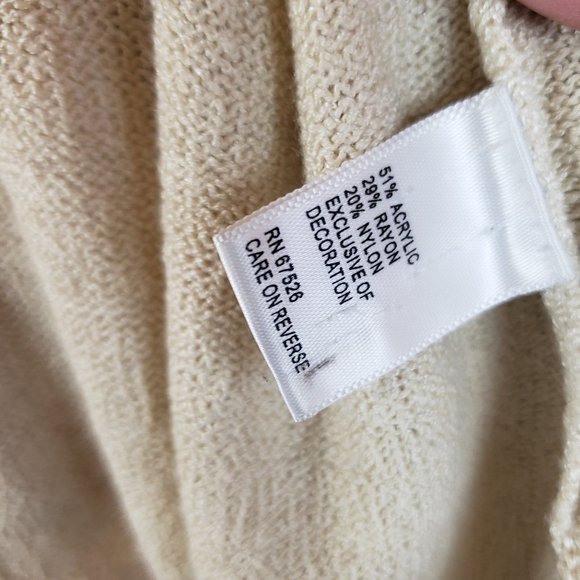 51% ACRYLIC
29% RAYON
20% NYLON
EXCLUSIVE OF
DECORATION
RN 67526
CARE ON REVERSE